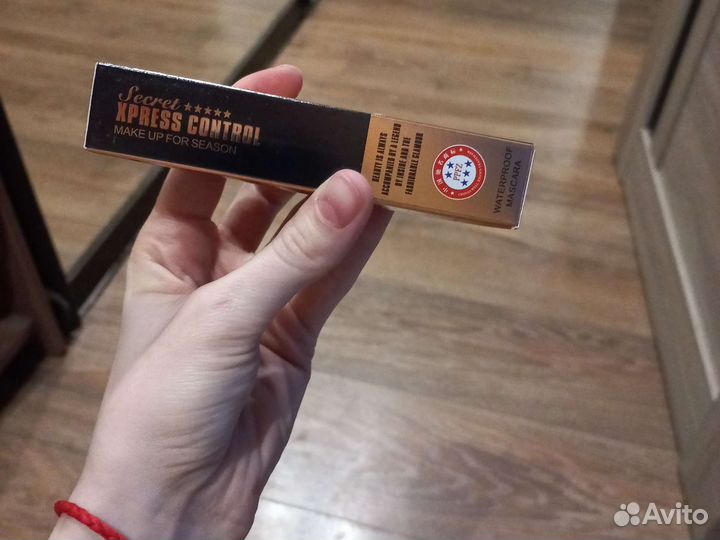 Secret
XPRESS CONTROL
MAKE UP FOR SEASON
BEAUTY IS ALWAYS
ACCOMPANIED BY A LEGEND
BY INSIDE AND THE
FASHIONABLE GLAMOUR
PPFZ
WATERPROOF
MASCARA
Avito